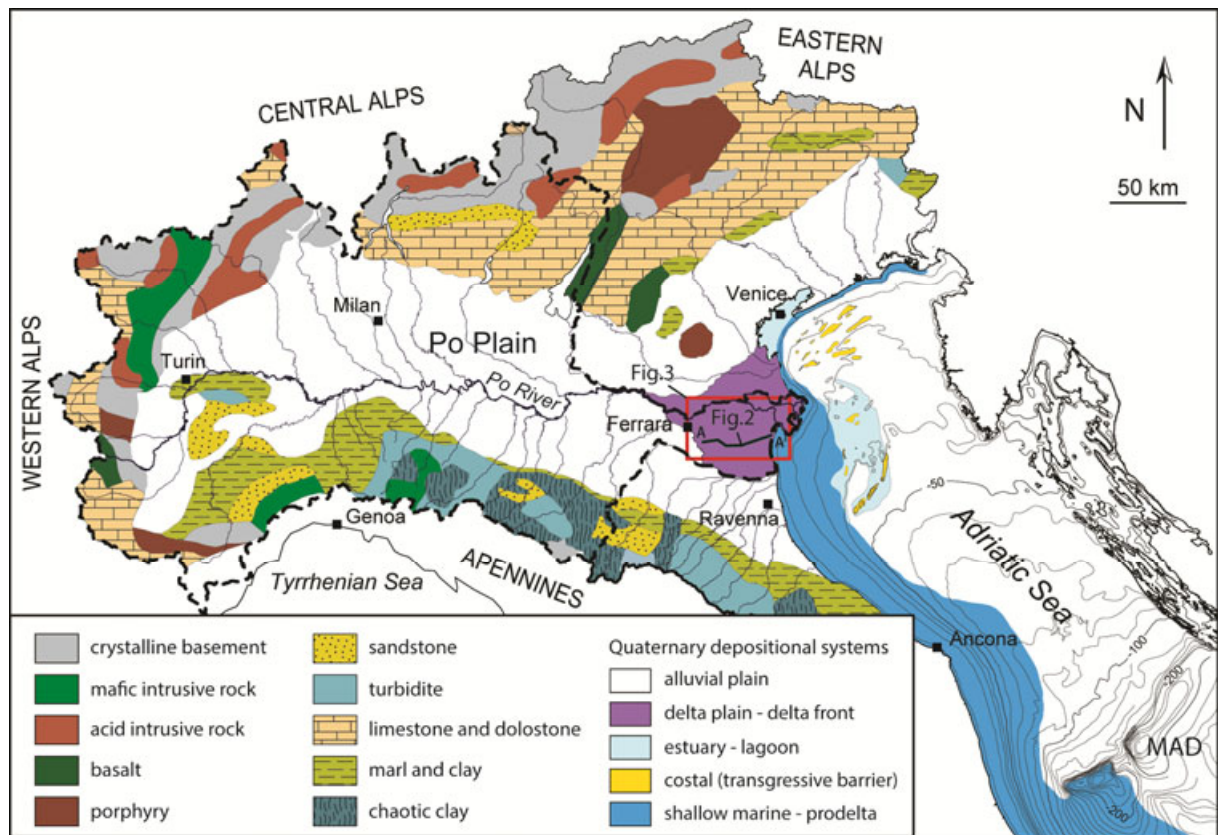 EASTERN
ALPS
CENTRAL ALPS
N
50 km
WESTERN ALPS
Milan
Venice
Po Plain
Turin
Po River
Fig.3
Ferrara
Fig.2
A
A'
-50
Genoa
Ravenna
Adriatic Sea
Tyrrhenian Sea
APENNINES
Ancona
-100
-200
MAD
-200
crystalline basement
mafic intrusive rock
acid intrusive rock
basalt
porphyry
sandstone
turbidite
limestone and dolostone
marl and clay
chaotic clay
Quaternary depositional systems
alluvial plain
delta plain - delta front
estuary - lagoon
costal (transgressive barrier)
shallow marine - prodelta